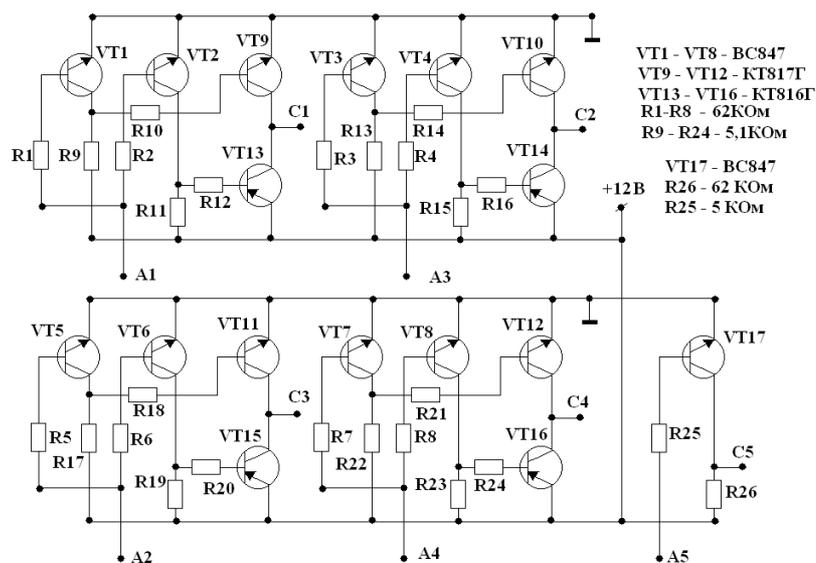 VT1 VT2 VT9 VT3 VT4 VT10
VT1 - VT8 - BC847
VT9 - VT12 - КТ817Г
VT13 - VT16 - КТ816Г
R1-R8 - 62КОм
R9 - R24 - 5,1КОм
VT17 - BC847
R26 - 62 КОм
R25 - 5 КОм
C1 C2
R10 R14
R1 R9 R2 VT13 R3 R13 R4 VT14
+12В
R11 R12 R15 R16
A1 A3
VT5 VT6 VT11 VT7 VT8 VT12 VT17
C3 C4
R18 R21
R5 R17 R6 VT15 R7 R22 R8 VT16 R25 C5
R19 R20 R23 R24 R26
A2 A4 A5